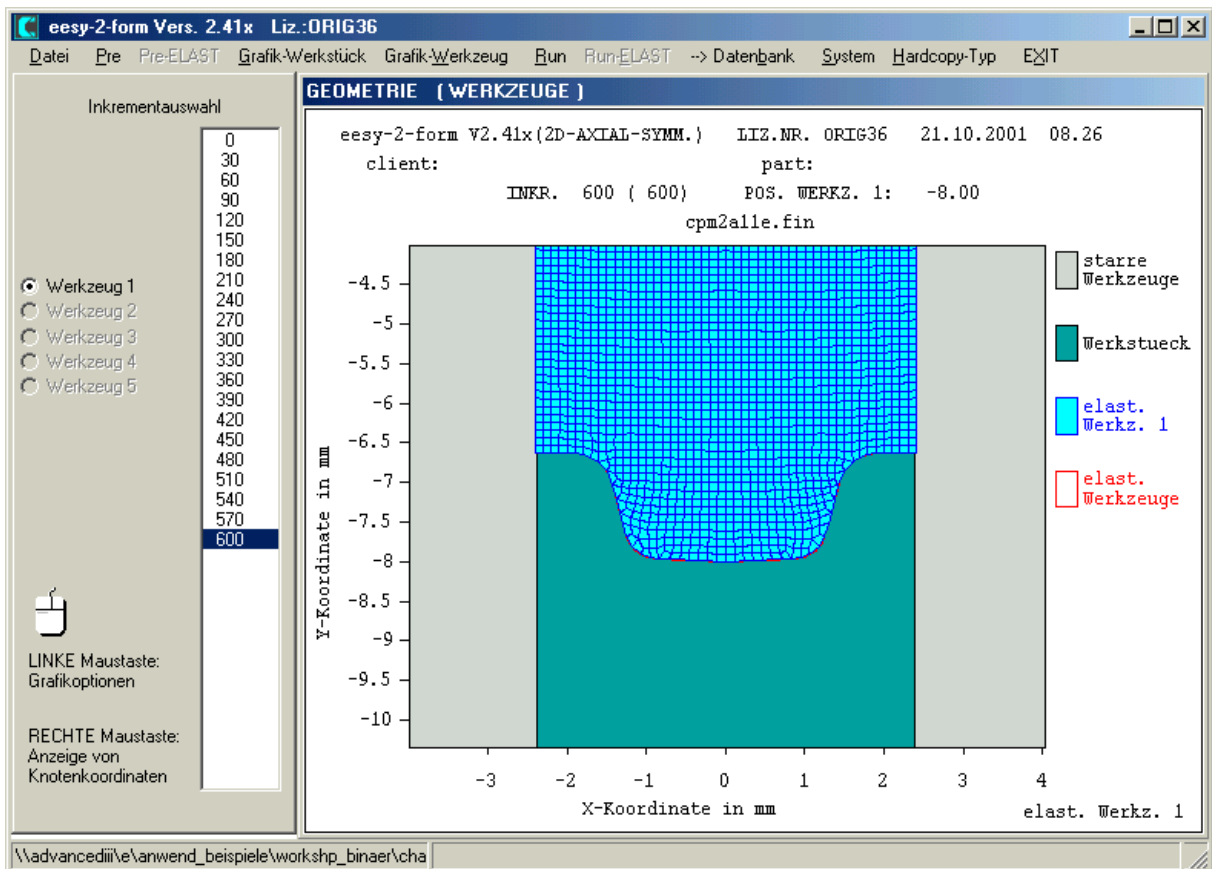 eesy-2-form Vers. 2.41x Liz.:ORIG36
Datei Pre Pre-ELAST Grafik-Werkstück Grafik-Werkzeug Run Run-ELAST --> Datenbank System Hardcopy-Typ EXIT
Inkrementauswahl
0
30
60
90
120
150
180
210
240
270
300
330
360
390
420
450
480
510
540
570
600
Werkzeug 1
Werkzeug 2
Werkzeug 3
Werkzeug 4
Werkzeug 5
LINKE Maustaste:
Grafikoptionen
RECHTE Maustaste:
Anzeige von
Knotenkoordinaten
GEOMETRIE ( WERKZEUGE )
eesy-2-form V2.41x(2D-AXIAL-SYMM.) LIZ.NR. ORIG36 21.10.2001 08.26
client: part:
INKR. 600 ( 600) POS. WERKZ. 1: -8.00
cpm2alle.fin
Y-Koordinate in mm
-4.5
-5
-5.5
-6
-6.5
-7
-7.5
-8
-8.5
-9
-9.5
-10
-3 -2 -1 0 1 2 3 4
X-Koordinate in mm
starre
Werkzeuge
Werkstueck
elast.
Werkz. 1
elast.
Werkzeuge
elast. Werkz. 1
\\advancediii\e\anwend_beispiele\workshp_binaer\cha